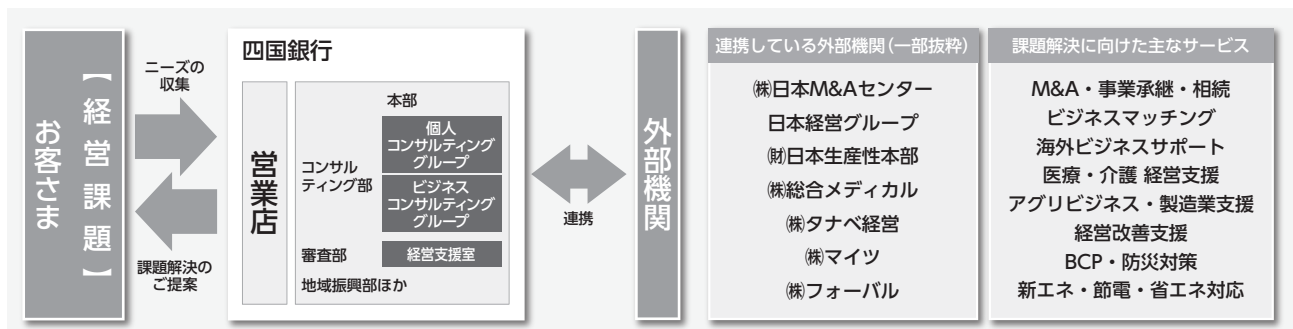 お客さま
【経営課題】
ニーズの
収集
課題解決の
ご提案
四国銀行
営業店
本部
コンサル
ティング部
個人
コンサルティング
グループ
ビジネス
コンサルティング
グループ
審査部
経営支援室
地域振興部ほか
連携
外部機関
連携している外部機関(一部抜粋)
㈱日本M&Aセンター
日本経営グループ
㈶日本生産性本部
㈱総合メディカル
㈱タナベ経営
㈱マイツ
㈱フォーバル
課題解決に向けた主なサービス
M&A・事業承継・相続
ビジネスマッチング
海外ビジネスサポート
医療・介護 経営支援
アグリビジネス・製造業支援
経営改善支援
BCP・防災対策
新エネ・節電・省エネ対応